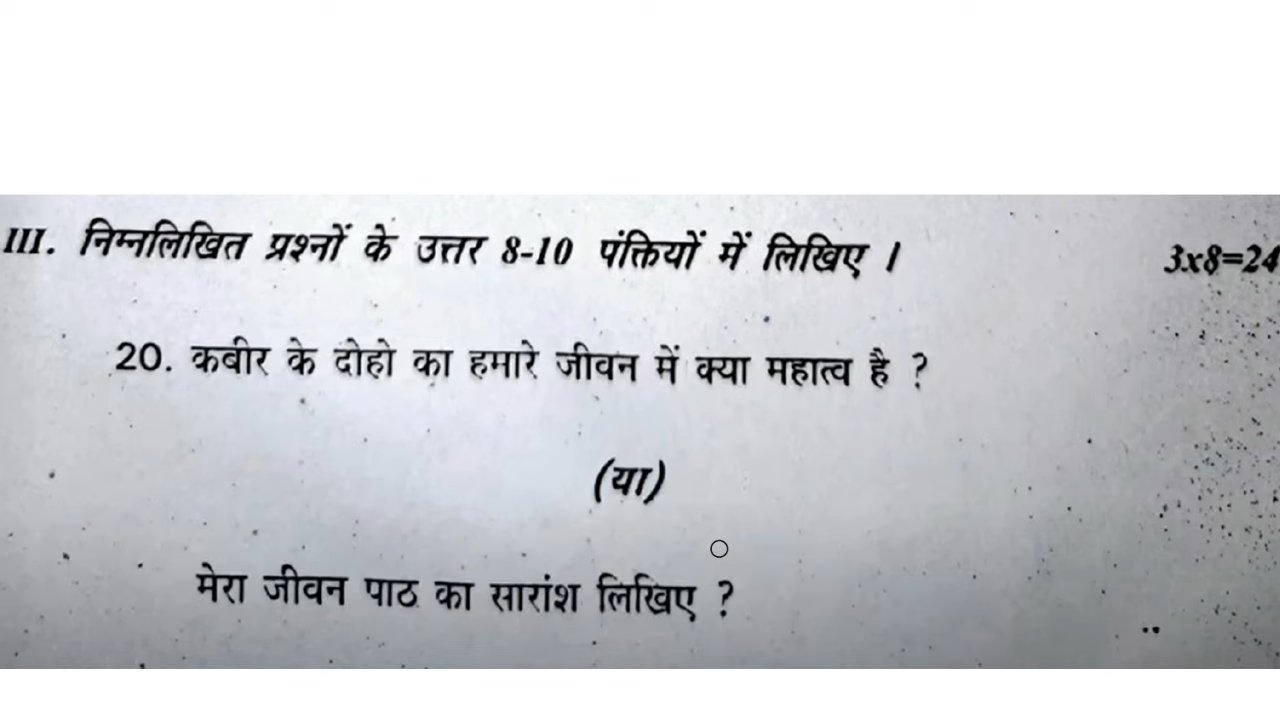 III. निम्नलिखित प्रश्नों के उत्तर 8-10 पंक्तियों में लिखिए । 3x8=24
20. कबीर के दोहो का हमारे जीवन में क्या महात्व है ?
(या)
मेरा जीवन पाठ का सारांश लिखिए ?